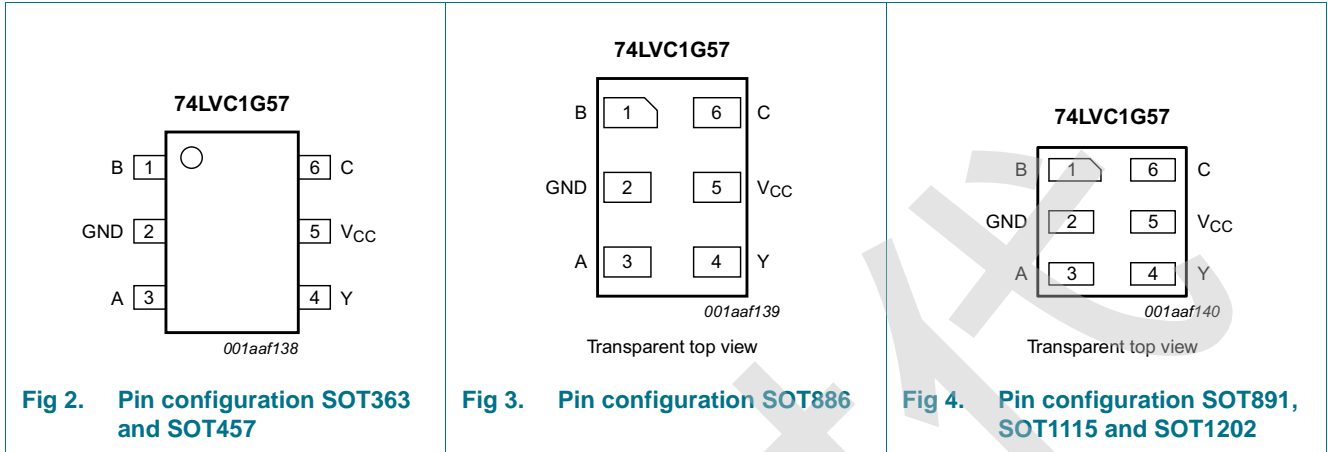 74LVC1G57
B 1 6 C
GND 2 5 VCC
A 3 4 Y
001aaf138
Fig 2. Pin configuration SOT363
and SOT457
74LVC1G57
B 1 6 C
GND 2 5 VCC
A 3 4 Y
001aaf139
Transparent top view
Fig 3. Pin configuration SOT886
74LVC1G57
B 1 6 C
GND 2 5 VCC
A 3 4 Y
001aaf140
Transparent top view
Fig 4. Pin configuration SOT891,
SOT1115 and SOT1202